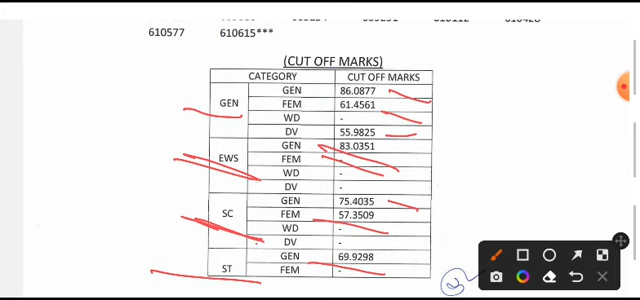 610577 610615***
(CUT OFF MARKS)
CATEGORY CUT OFF MARKS
GEN GEN 86.0877
FEM 61.4561
WD -
DV 55.9825
EWS GEN 83.0351
FEM -
WD -
DV -
SC GEN 75.4035
FEM 57.3509
WD -
DV -
ST GEN 69.9298
FEM -